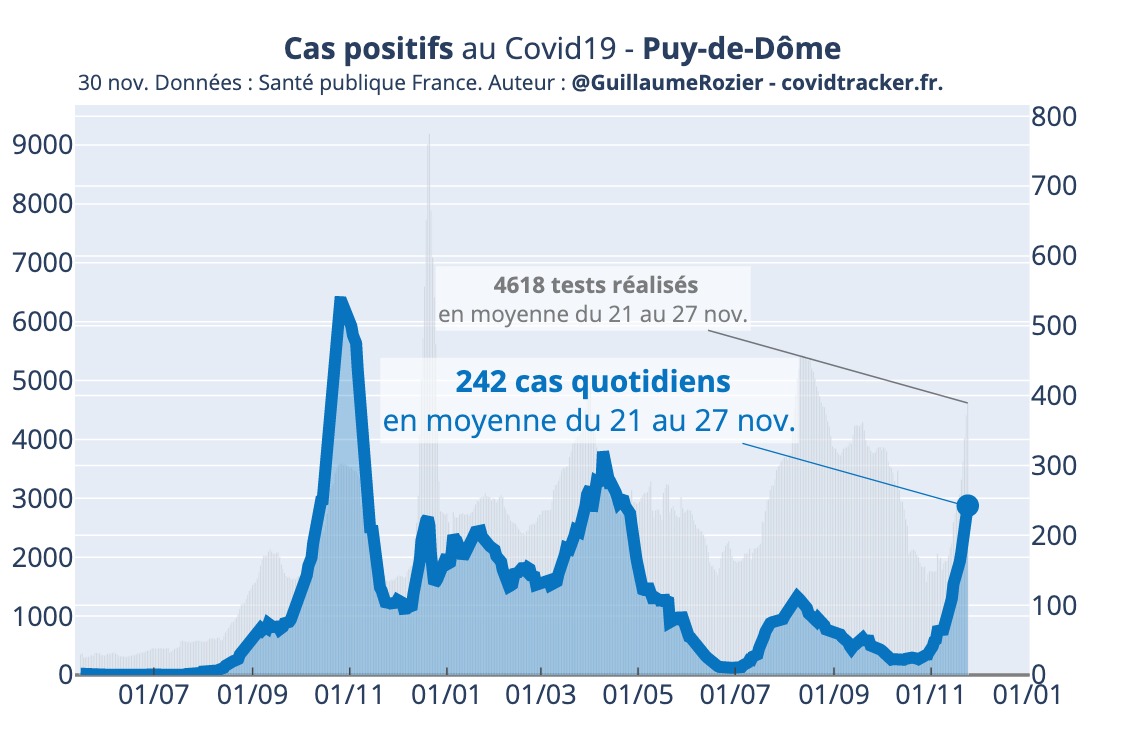 Cas positifs au Covid19 - Puy-de-Dôme
30 nov. Données : Santé publique France. Auteur : @GuillaumeRozier - covidtracker.fr.
9000
8000
7000
6000
5000
4000
3000
2000
1000
0
800
700
600
500
400
300
200
100
0
4618 tests réalisés
en moyenne du 21 au 27 nov.
242 cas quotidiens
en moyenne du 21 au 27 nov.
01/07 01/09 01/11 01/01 01/03 01/05 01/07 01/09 01/11 01/01